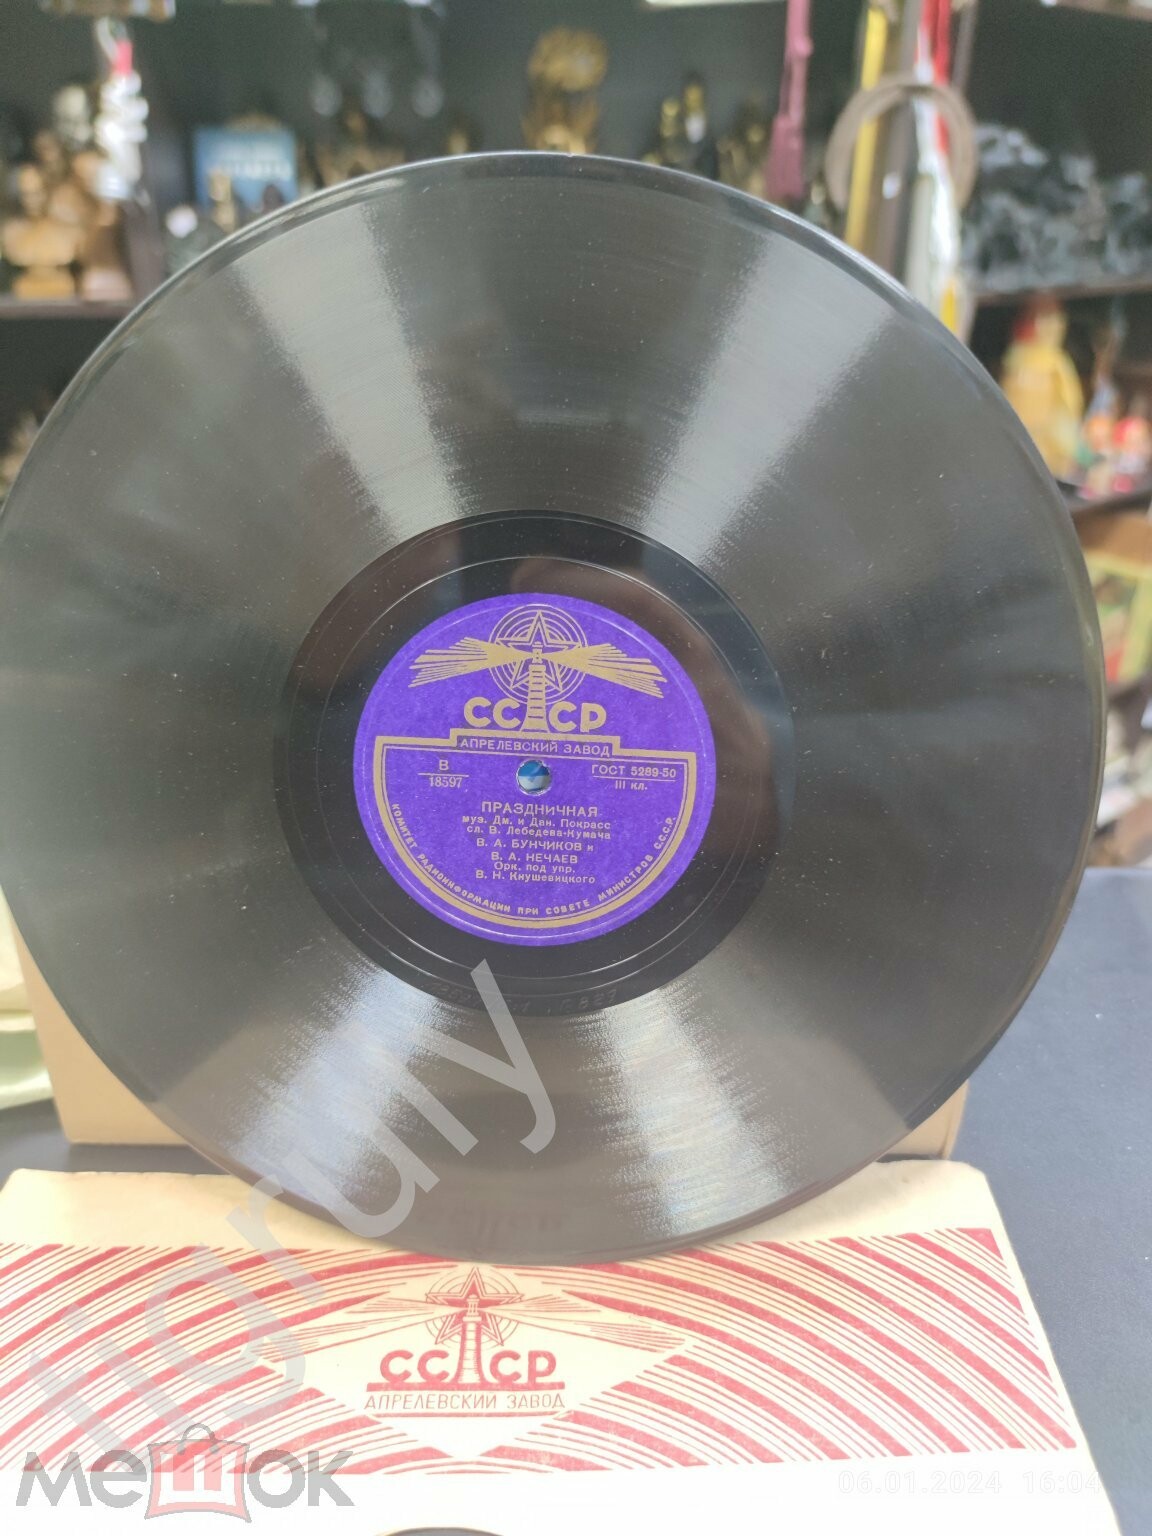 СССР
АПРЕЛЕВСКИЙ ЗАВОД
В
18597
ГОСТ 5289-50
III кл.
ПРАЗДНИЧНАЯ
муз. Дм. и Дан. Покрасс
сл. В. Лебедева-Кумача
В. А. БУНЧИКОВ и
В. А. НЕЧАЕВ
Орк. под упр.
В. Н. Кнушевицкого
КОМИТЕТ РАДИОИНФОРМАЦИИ ПРИ СОВЕТЕ МИНИСТРОВ С.С.С.Р.
СССР
АПРЕЛЕВСКИЙ ЗАВОД
мешок
06.01.2024 16:04